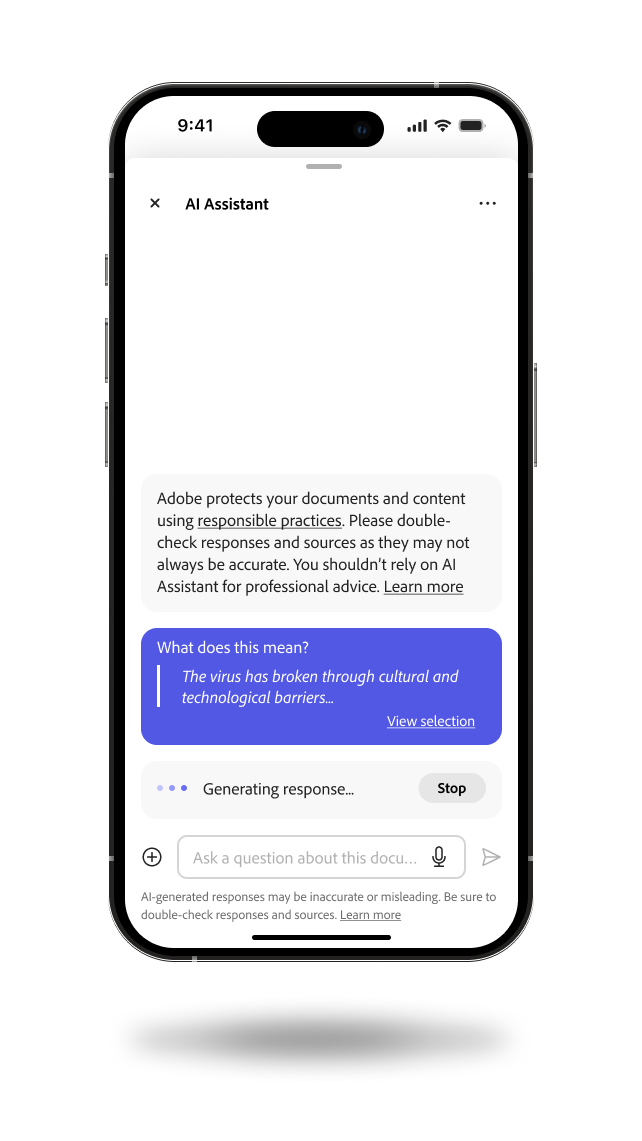 9:41
AI Assistant
Adobe protects your documents and content
using responsible practices. Please double-
check responses and sources as they may not
always be accurate. You shouldn't rely on AI
Assistant for professional advice. Learn more
What does this mean?
The virus has broken through cultural and
technological barriers...
View selection
Generating response...
Stop
Ask a question about this docu...
AI-generated responses may be inaccurate or misleading. Be sure to
double-check responses and sources. Learn more